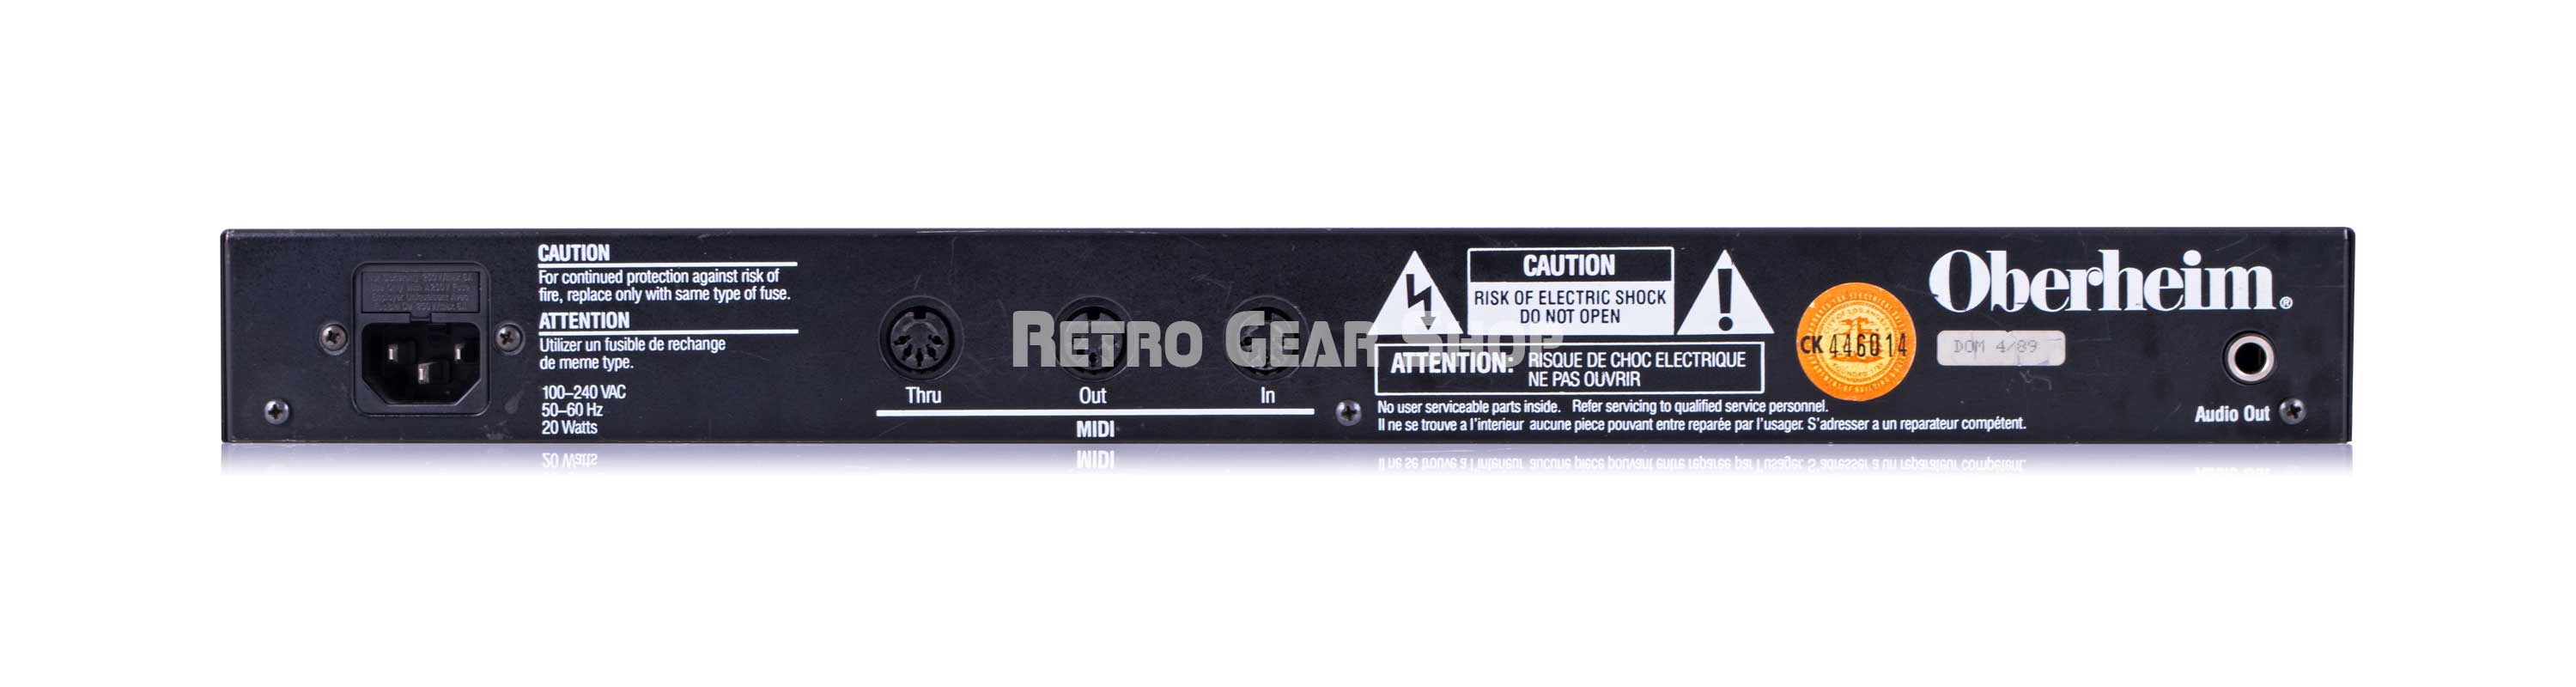 CAUTION
For continued protection against risk of
fire, replace only with same type of fuse.
ATTENTION
Utilizer un fusible de rechange
de meme type.
100–240 VAC
50–60 Hz
20 Watts
Thru
Out
In
MIDI
RETRO GEAR SHOP
CAUTION
RISK OF ELECTRIC SHOCK
DO NOT OPEN
ATTENTION:
RISQUE DE CHOC ELECTRIQUE
NE PAS OUVRIR
No user serviceable parts inside. Refer servicing to qualified service personnel.
Il ne se trouve a l'interieur aucune piece pouvant entre reparée par l'usager. S'adresser a un reparateur compétent.
CK 446014
Oberheim®
DOM 4/89
Audio Out